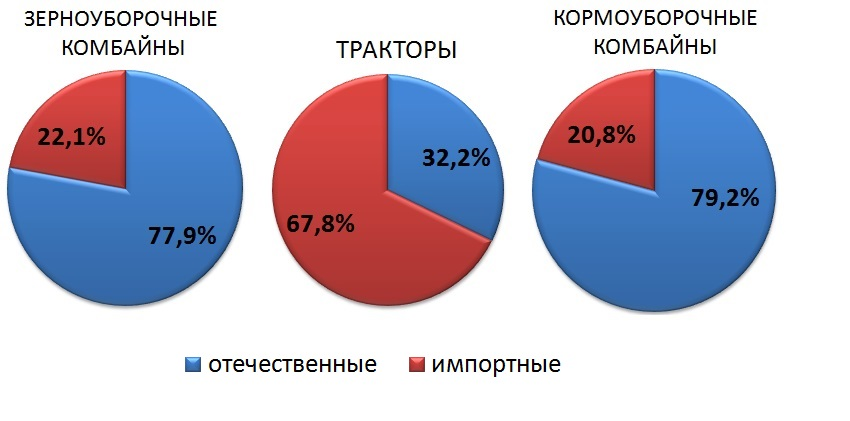 ЗЕРНОУБОРОЧНЫЕ
КОМБАЙНЫ
22,1%
77,9%
ТРАКТОРЫ
32,2%
67,8%
КОРМОУБОРОЧНЫЕ
КОМБАЙНЫ
20,8%
79,2%
отечественные
импортные